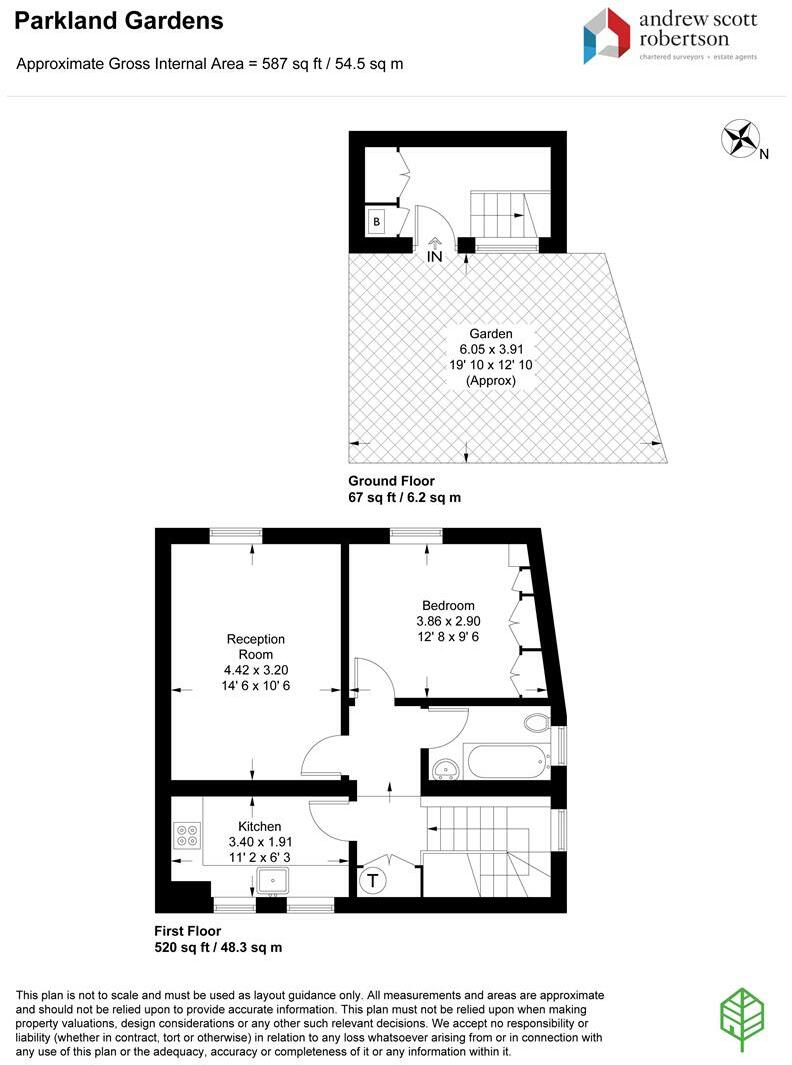 Parkland Gardens
Approximate Gross Internal Area = 587 sq ft / 54.5 sq m
andrew scott
robertson
chartered surveyors • estate agents
N
B
IN
Garden
6.05 x 3.91
19' 10 x 12' 10
(Approx)
Ground Floor
67 sq ft / 6.2 sq m
Bedroom
3.86 x 2.90
12' 8 x 9' 6
Reception
Room
4.42 x 3.20
14' 6 x 10' 6
Kitchen
3.40 x 1.91
11' 2 x 6' 3
T
First Floor
520 sq ft / 48.3 sq m
This plan is not to scale and must be used as layout guidance only. All measurements and areas are approximate
and should not be relied upon to provide accurate information. This plan must not be relied upon when making
property valuations, design considerations or any other such relevant decisions. We accept no responsibility or
liability (whether in contract, tort or otherwise) in relation to any loss whatsoever arising from or in connection with
any use of this plan or the adequacy, accuracy or completeness of it or any information within it.